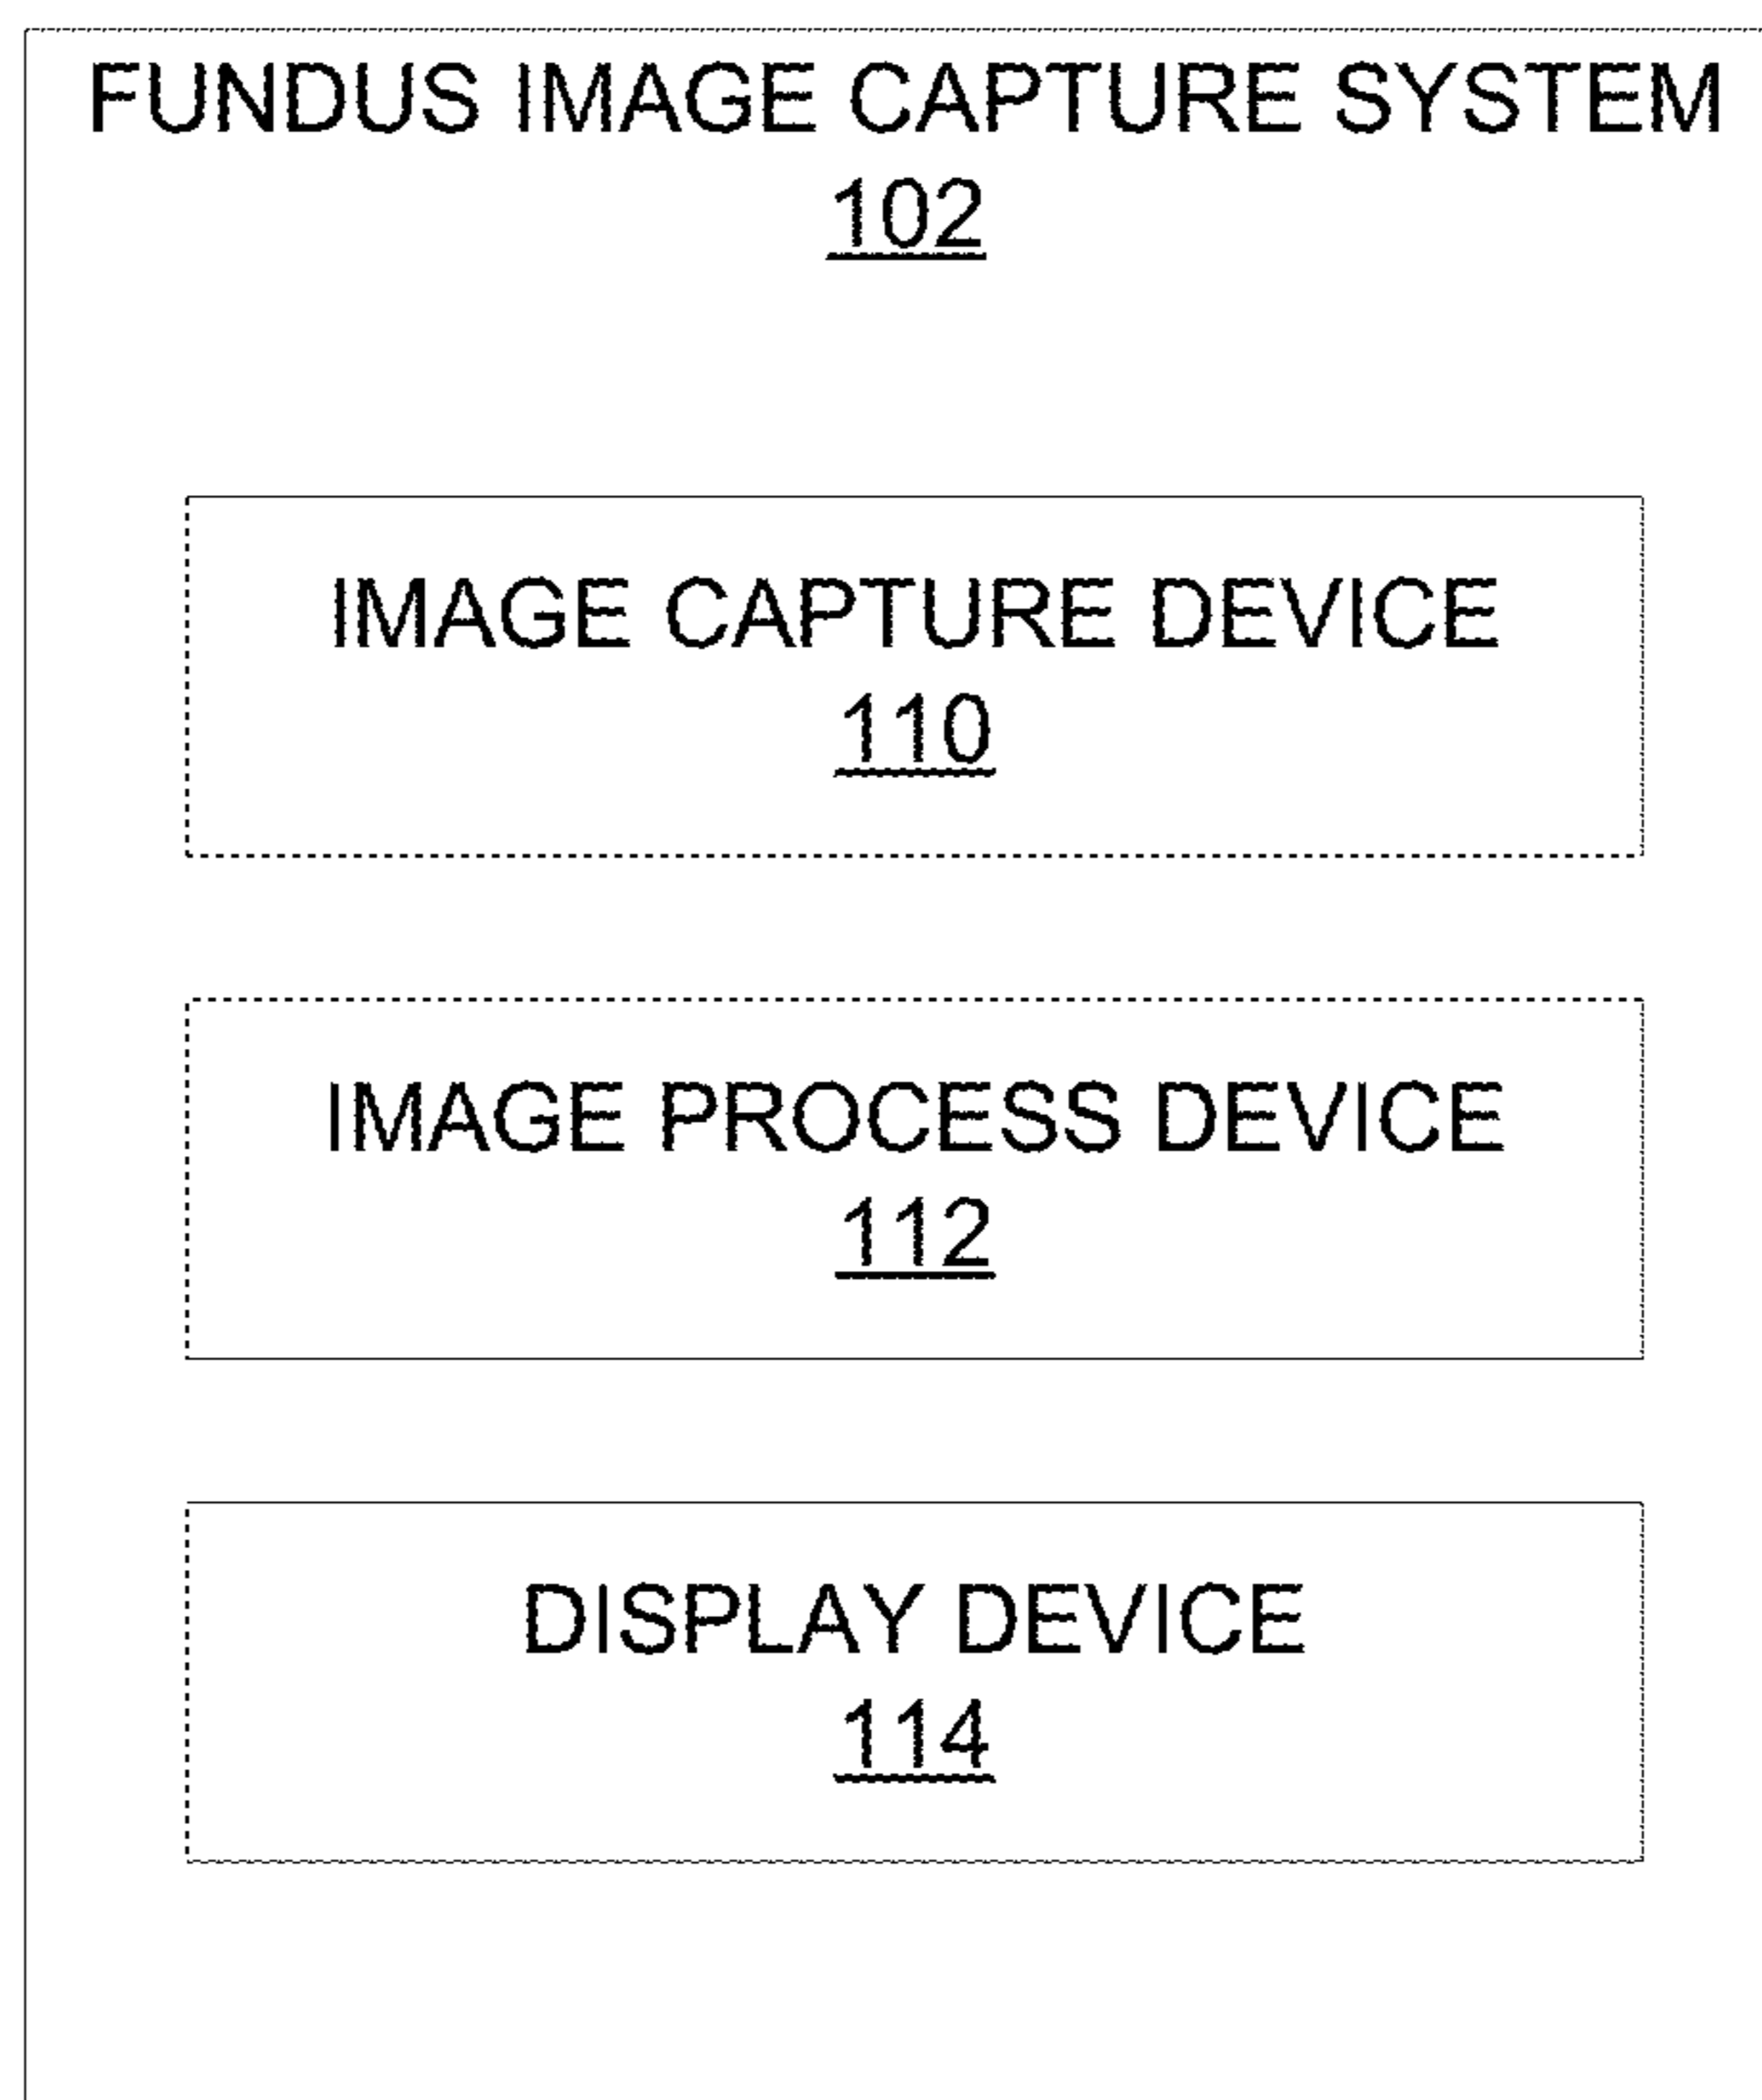 FUNDUS IMAGE CAPTURE SYSTEM
102
IMAGE CAPTURE DEVICE
110
IMAGE PROCESS DEVICE
112
DISPLAY DEVICE
114